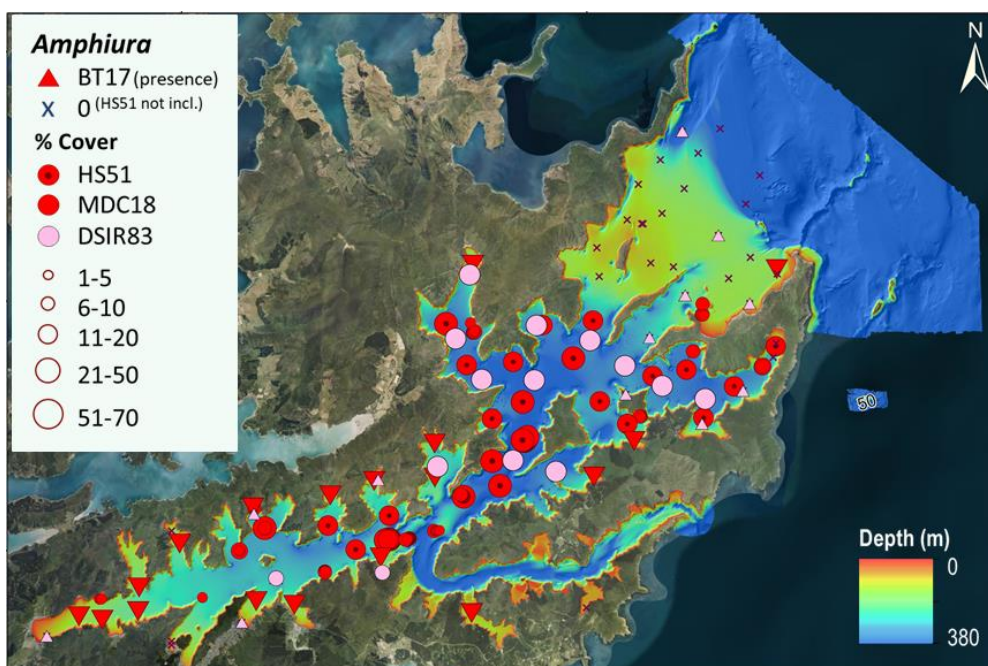 Amphiura
BT17 (presence)
0 (HS51 not incl.)
% Cover
HS51
MDC18
DSIR83
1-5
6-10
11-20
21-50
51-70
N
50
Depth (m)
0
380